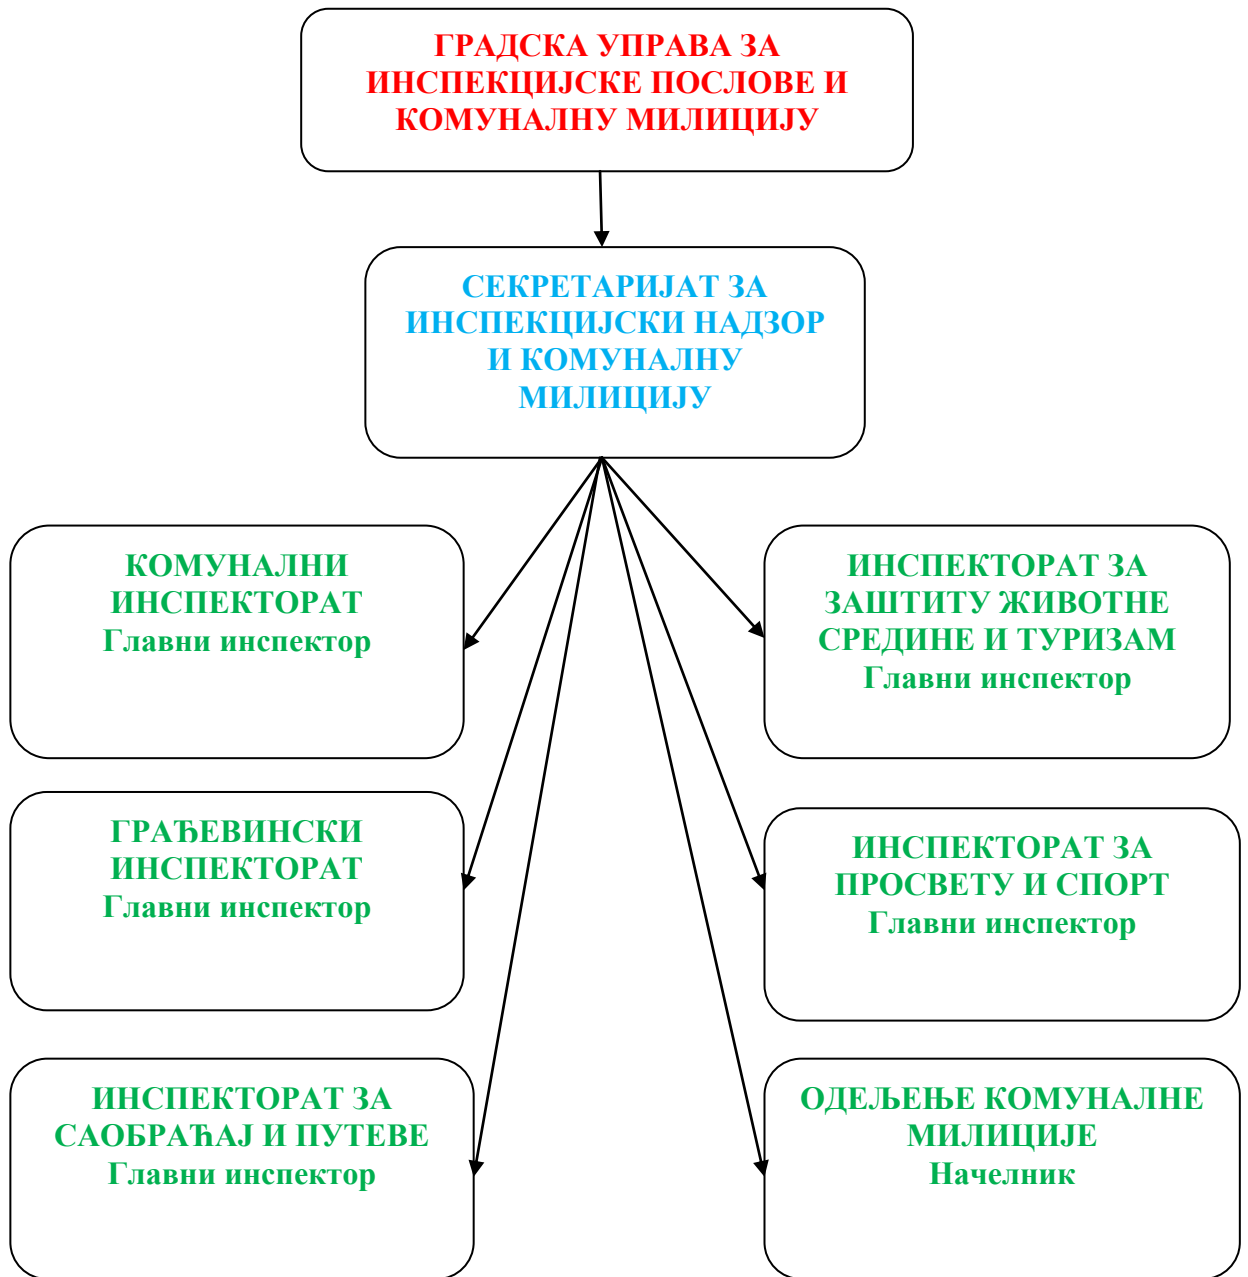 ГРАДСКА УПРАВА ЗА
ИНСПЕКЦИЈСКЕ ПОСЛОВЕ И
КОМУНАЛНУ МИЛИЦИЈУ
СЕКРЕТАРИЈАТ ЗА
ИНСПЕКЦИЈСКИ НАДЗОР
И КОМУНАЛНУ
МИЛИЦИЈУ
КОМУНАЛНИ
ИНСПЕКТОРАТ
Главни инспектор
ИНСПЕКТОРАТ ЗА
ЗАШТИТУ ЖИВОТНЕ
СРЕДИНЕ И ТУРИЗАМ
Главни инспектор
ГРАЂЕВИНСКИ
ИНСПЕКТОРАТ
Главни инспектор
ИНСПЕКТОРАТ ЗА
ПРОСВЕТУ И СПОРТ
Главни инспектор
ИНСПЕКТОРАТ ЗА
САОБРАЋАЈ И ПУТЕВЕ
Главни инспектор
ОДЕЉЕЊЕ КОМУНАЛНЕ
МИЛИЦИЈЕ
Начелник